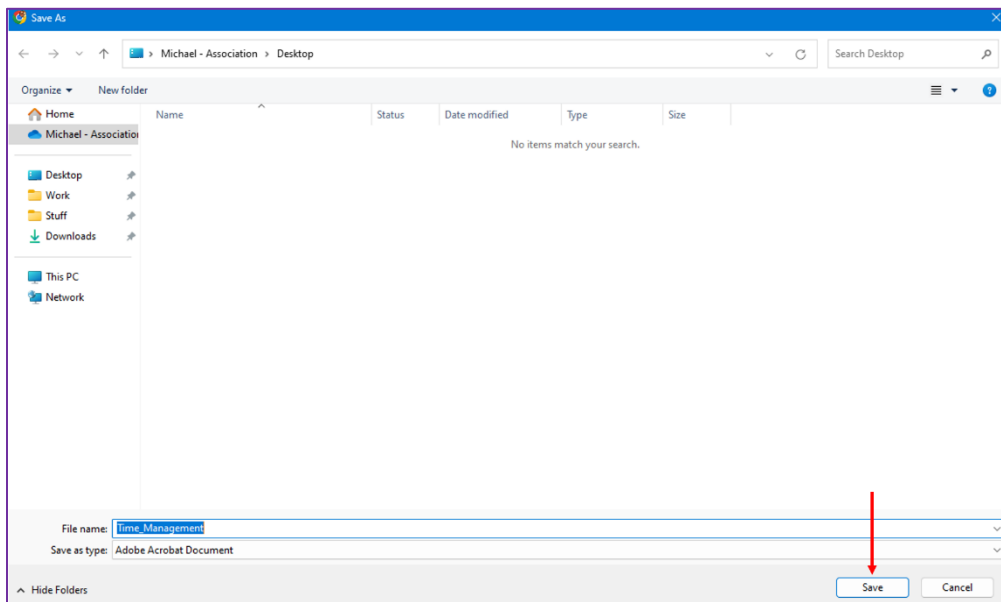 Save As
Michael - Association > Desktop
Search Desktop
Organize New folder
Home
Michael - Association
Desktop
Work
Stuff
Downloads
This PC
Network
Name Status Date modified Type Size
No items match your search.
File name: Time_Management
Save as type: Adobe Acrobat Document
Hide Folders
Save Cancel